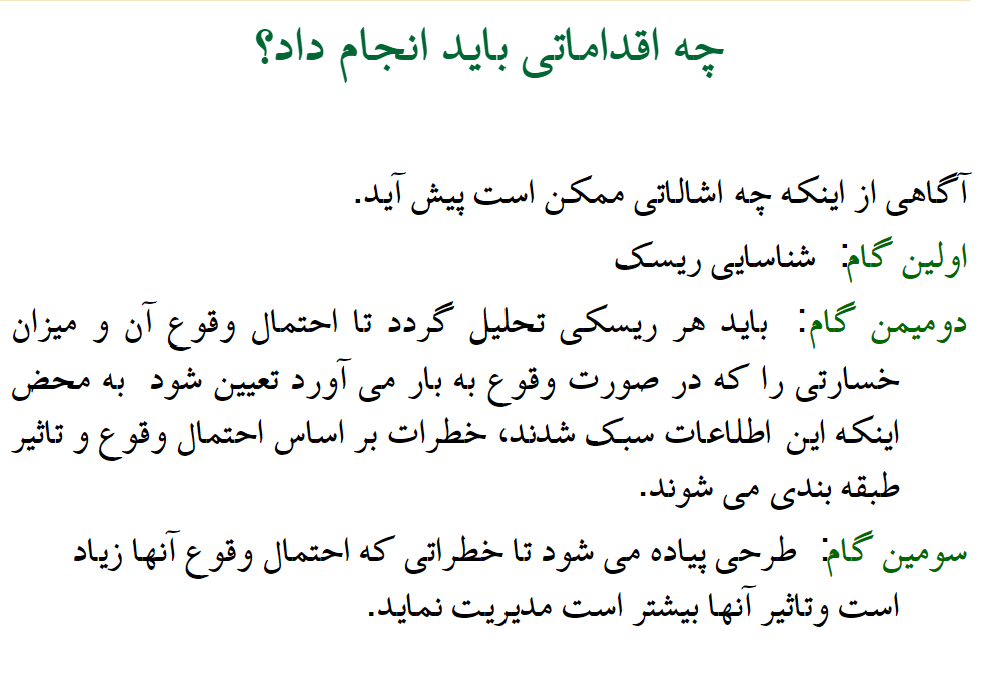 چه اقداماتی باید انجام داد؟
آگاهی از اینکه چه اشالاتی ممکن است پیش آید.
اولین گام: شناسایی ریسک
دومیمن گام: باید هر ریسکی تحلیل گردد تا احتمال وقوع آن و میزان
خسارتی را که در صورت وقوع به بار می آورد تعیین شود به محض
اینکه این اطلاعات سبک شدند، خطرات بر اساس احتمال وقوع و تاثیر
طبقه بندی می شوند.
سومین گام: طرحی پیاده می شود تا خطراتی که احتمال وقوع آنها زیاد
است وتاثیر آنها بیشتر است مدیریت نماید.